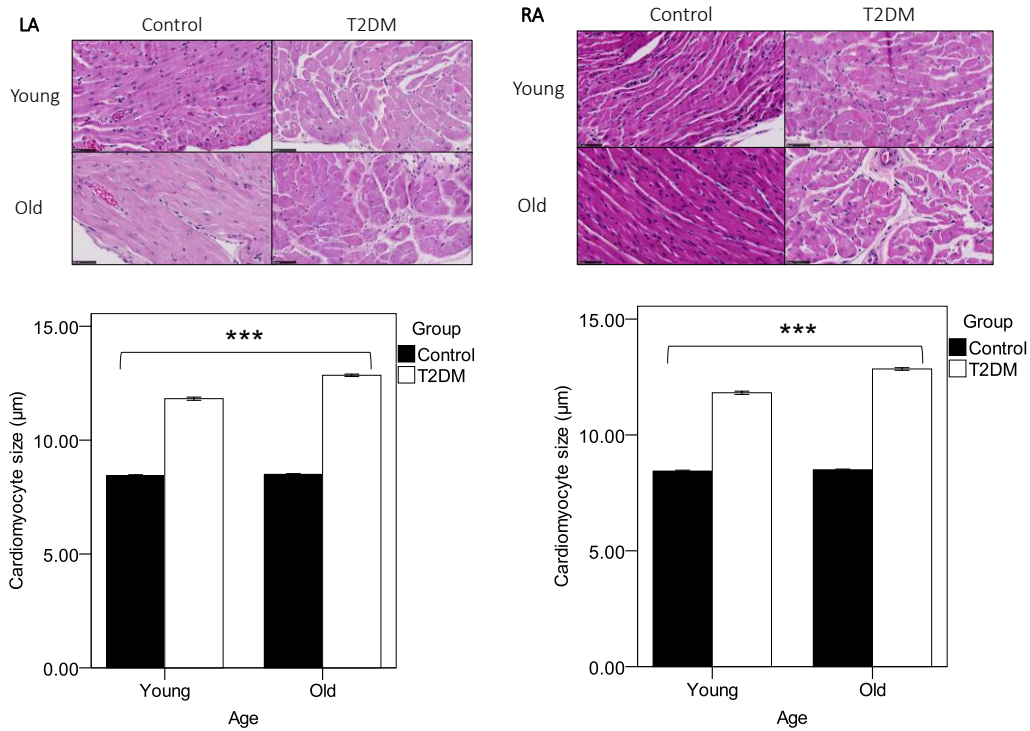 LA
Control
T2DM
Young
Old
15.00
10.00
5.00
0.00
Cardiomyocyte size (μm)
***
Group
Control
T2DM
Young
Old
Age
RA
Control
T2DM
Young
Old
15.00
10.00
5.00
0.00
Cardiomyocyte size (μm)
***
Group
Control
T2DM
Young
Old
Age